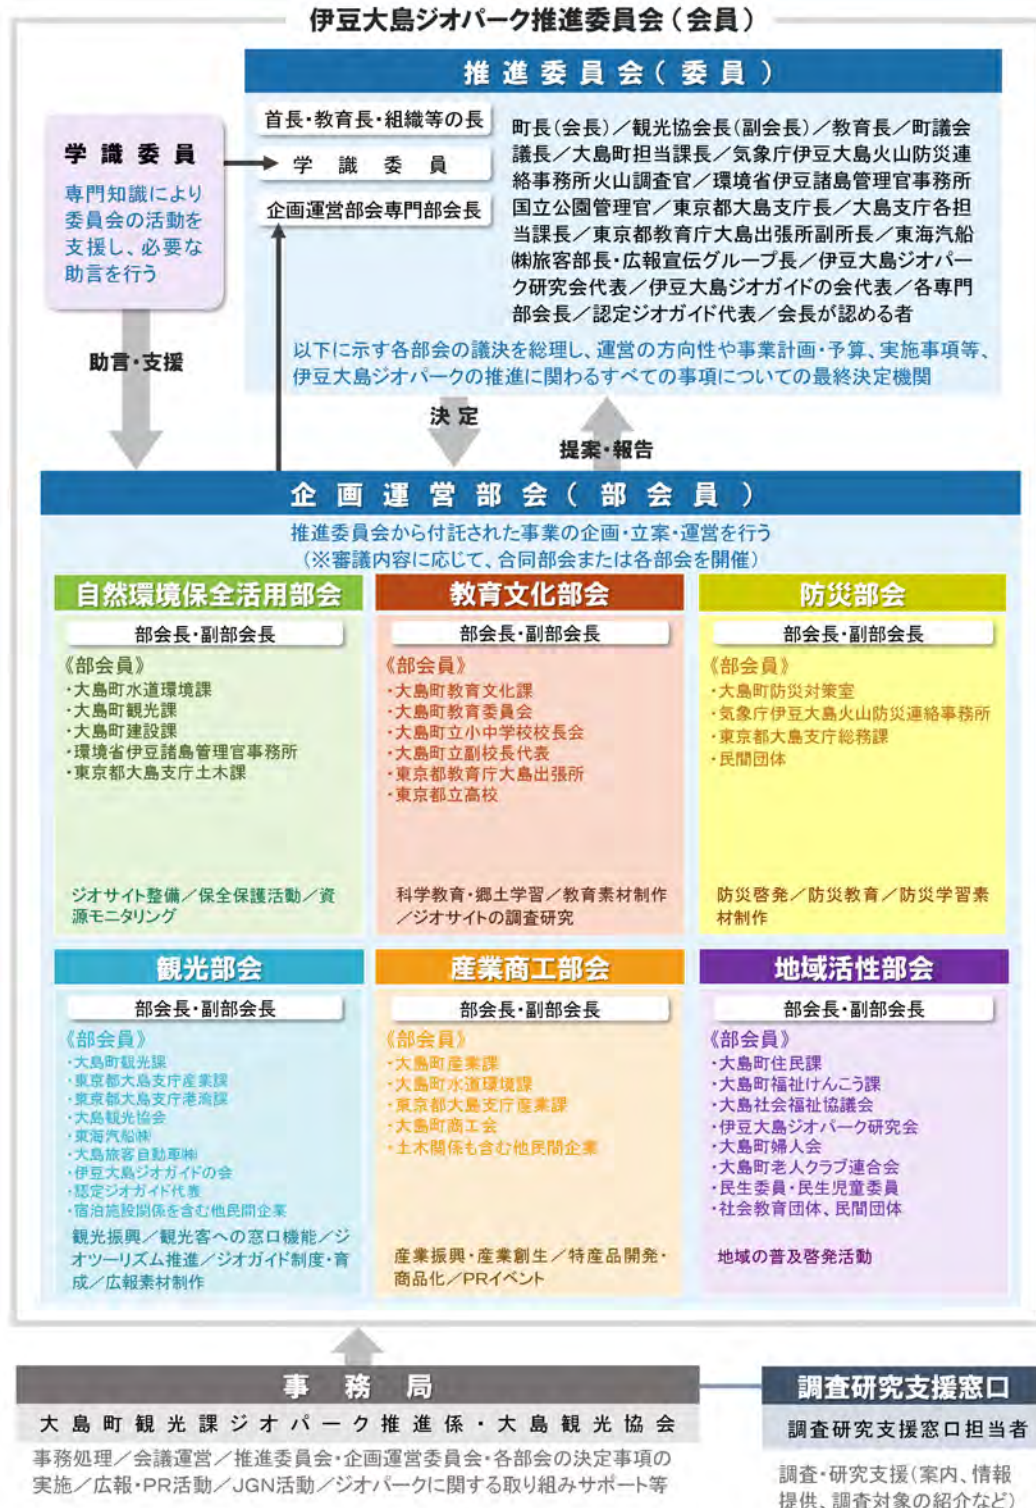 伊豆大島ジオパーク推進委員会(会員)
推進委員会(委員)
学識委員
専門知識により
委員会の活動を
支援し、必要な
助言を行う
首長・教育長・組織等の長
学識委員
企画運営部会専門部会長
町長(会長)/観光協会長(副会長)/教育長/町議会
議長/大島町担当課長/気象庁伊豆大島火山防災連
絡事務所火山調査官/環境省伊豆諸島管理官事務所
国立公園管理官/東京都大島支庁長/大島支庁各担
当課長/東京都教育庁大島出張所副所長/東海汽船
㈱旅客部長・広報宣伝グループ長/伊豆大島ジオパー
ク研究会代表/伊豆大島ジオガイドの会代表/各専門
部会長/認定ジオガイド代表/会長が認める者
以下に示す各部会の議決を総理し、運営の方向性や事業計画・予算、実施事項等、
伊豆大島ジオパークの推進に関わるすべての事項についての最終決定機関
助言・支援
決定
提案・報告
企画運営部会(部会員)
推進委員会から付託された事業の企画・立案・運営を行う
(※審議内容に応じて、合同部会または各部会を開催)
自然環境保全活用部会
部会長・副部会長
《部会員》
・大島町水道環境課
・大島町観光課
・大島町建設課
・環境省伊豆諸島管理官事務所
・東京都大島支庁土木課
ジオサイト整備/保全保護活動/資
源モニタリング
教育文化部会
部会長・副部会長
《部会員》
・大島町教育文化課
・大島町教育委員会
・大島町立小中学校校長会
・大島町立副校長代表
・東京都教育庁大島出張所
・東京都立高校
科学教育・郷土学習/教育素材制作
/ジオサイトの調査研究
防災部会
部会長・副部会長
《部会員》
・大島町防災対策室
・気象庁伊豆大島火山防災連絡事務所
・東京都大島支庁総務課
・民間団体
防災啓発/防災教育/防災学習素
材制作
観光部会
部会長・副部会長
《部会員》
・大島町観光課
・東京都大島支庁産業課
・東京都大島支庁港湾課
・大島観光協会
・東海汽船㈱
・大島旅客自動車㈱
・伊豆大島ジオガイドの会
・認定ジオガイド代表
・宿泊施設関係を含む他民間企業
観光振興/観光客への窓口機能/ジ
オツーリズム推進/ジオガイド制度・育
成/広報素材制作
産業商工部会
部会長・副部会長
《部会員》
・大島町産業課
・大島町水道環境課
・東京都大島支庁産業課
・大島町商工会
・土木関係も含む他民間企業
産業振興・産業創生/特産品開発・
商品化/PRイベント
地域活性部会
部会長・副部会長
《部会員》
・大島町住民課
・大島町福祉けんこう課
・大島社会福祉協議会
・伊豆大島ジオパーク研究会
・大島町婦人会
・大島町老人クラブ連合会
・民生委員・民生児童委員
・社会教育団体、民間団体
地域の普及啓発活動
事務局
大島町観光課ジオパーク推進係・大島観光協会
事務処理/会議運営/推進委員会・企画運営委員会・各部会の決定事項の
実施/広報・PR活動/JGN活動/ジオパークに関する取り組みサポート等
調査研究支援窓口
調査研究支援窓口担当者
調査・研究支援(案内、情報
提供、調査対象の紹介など)